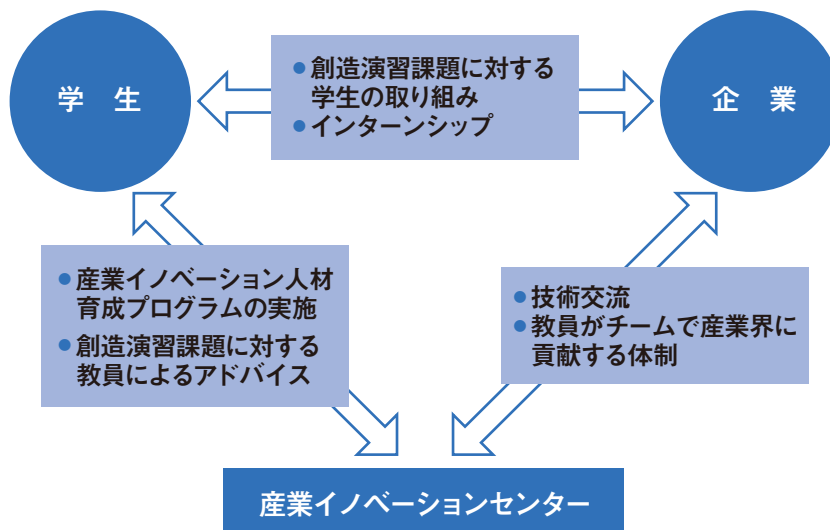 学　生
● 創造演習課題に対する
学生の取り組み
● インターンシップ
企　業
● 産業イノベーション人材
育成プログラムの実施
● 創造演習課題に対する
教員によるアドバイス
● 技術交流
● 教員がチームで産業界に
貢献する体制
産業イノベーションセンター